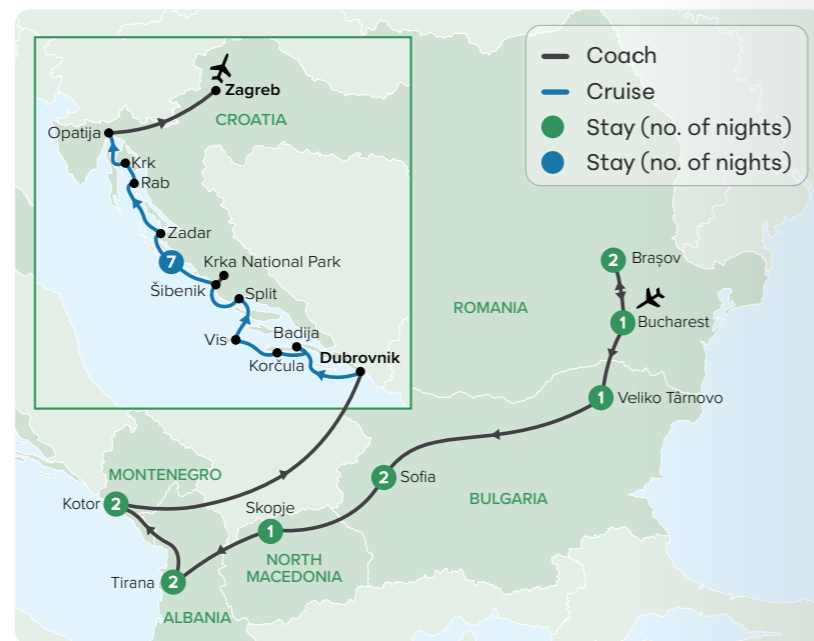 Coach
Cruise
Stay (no. of nights)
Stay (no. of nights)
Zagreb
CROATIA
Opatija
Krk
Rab
Zadar
7
Krka National Park
Šibenik
Split
Vis
Badija
Korčula
Dubrovnik
2
Brașov
ROMANIA
1
Bucharest
1
Veliko Târnovo
2
Sofia
BULGARIA
MONTENEGRO
Kotor
2
Skopje
1
NORTH
MACEDONIA
Tirana
2
ALBANIA